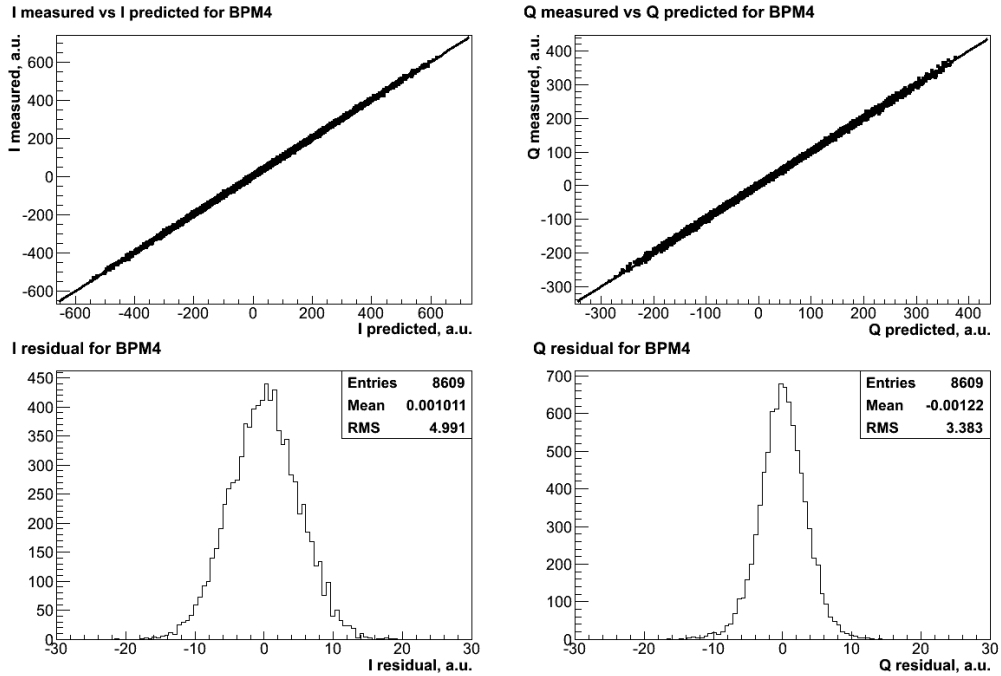 I measured vs I predicted for BPM4
I measured, a.u.
600
400
200
0
-200
-400
-600
-600 -400 -200 0 200 400 600
I predicted, a.u.
Q measured vs Q predicted for BPM4
Q measured, a.u.
400
300
200
100
0
-100
-200
-300
-300 -200 -100 0 100 200 300 400
Q predicted, a.u.
I residual for BPM4
450
400
350
300
250
200
150
100
50
0
-30 -20 -10 0 10 20 30
I residual, a.u.
Entries 8609
Mean 0.001011
RMS 4.991
Q residual for BPM4
700
600
500
400
300
200
100
0
-30 -20 -10 0 10 20 30
Q residual, a.u.
Entries 8609
Mean -0.00122
RMS 3.383